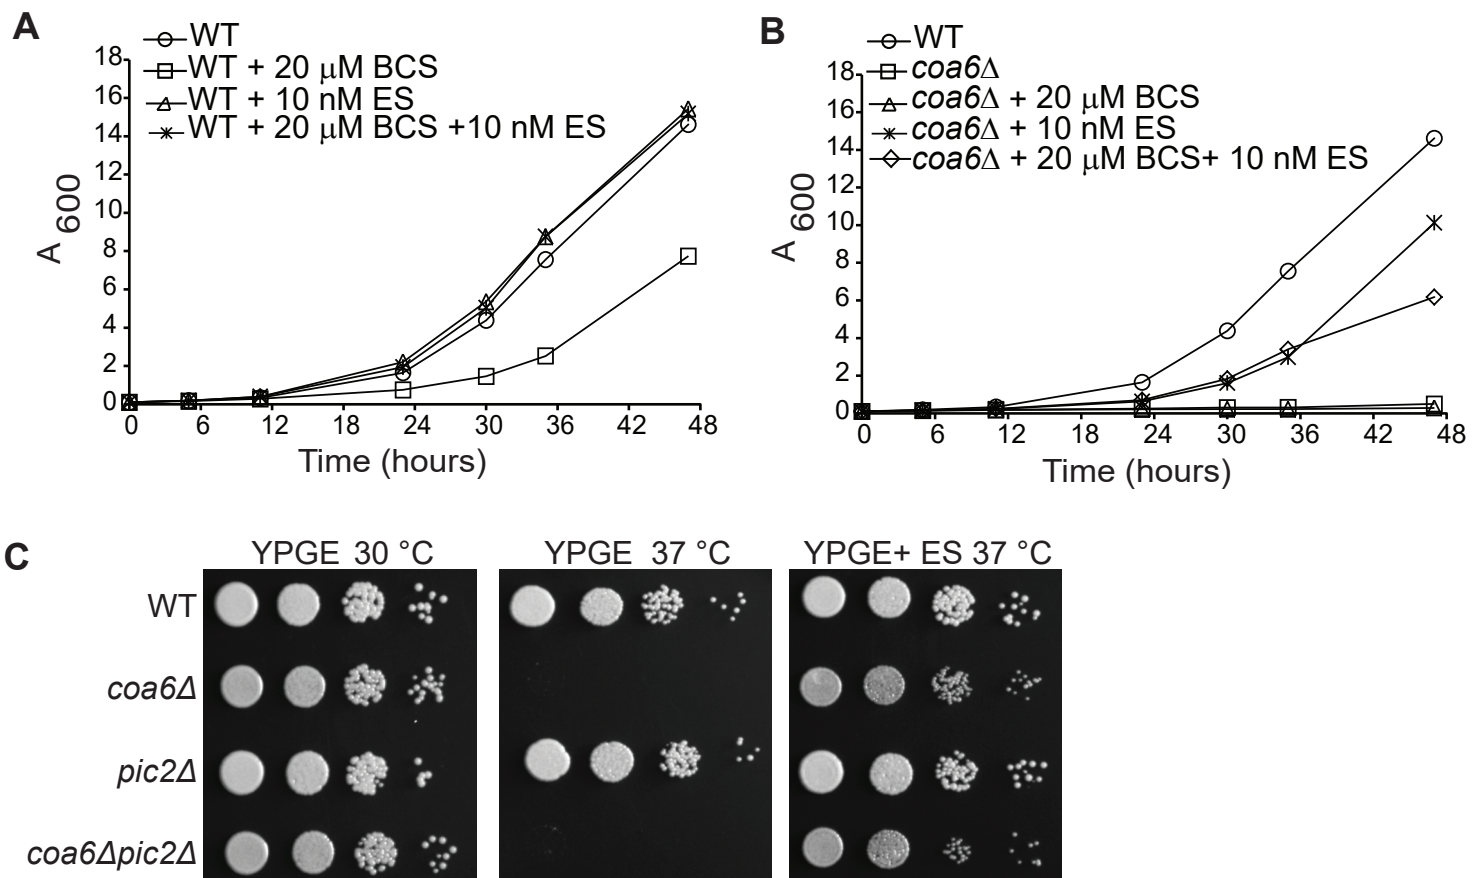 A
WT
WT + 20 µM BCS
WT + 10 nM ES
WT + 20 µM BCS +10 nM ES
18
16
14
12
10
8
6
4
2
0
A 600
0 6 12 18 24 30 36 42 48
Time (hours)
B
WT
coa6Δ
coa6Δ + 20 µM BCS
coa6Δ + 10 nM ES
coa6Δ + 20 µM BCS+ 10 nM ES
18
16
14
12
10
8
6
4
2
0
A 600
0 6 12 18 24 30 36 42 48
Time (hours)
C
YPGE 30 °C YPGE 37 °C YPGE+ ES 37 °C
WT
coa6Δ
pic2Δ
coa6Δpic2Δ